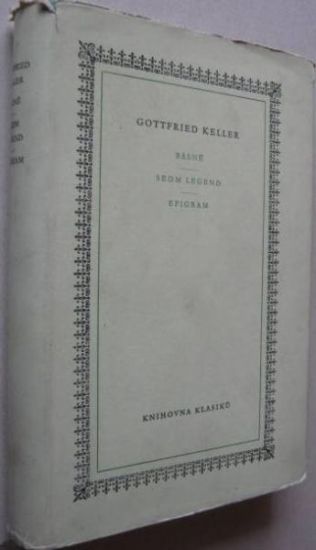 GOTTFRIED KELLER
BÁSNĚ
SEDM LEGEND
EPIGRAM
KNIHOVNA KLASIKŮ